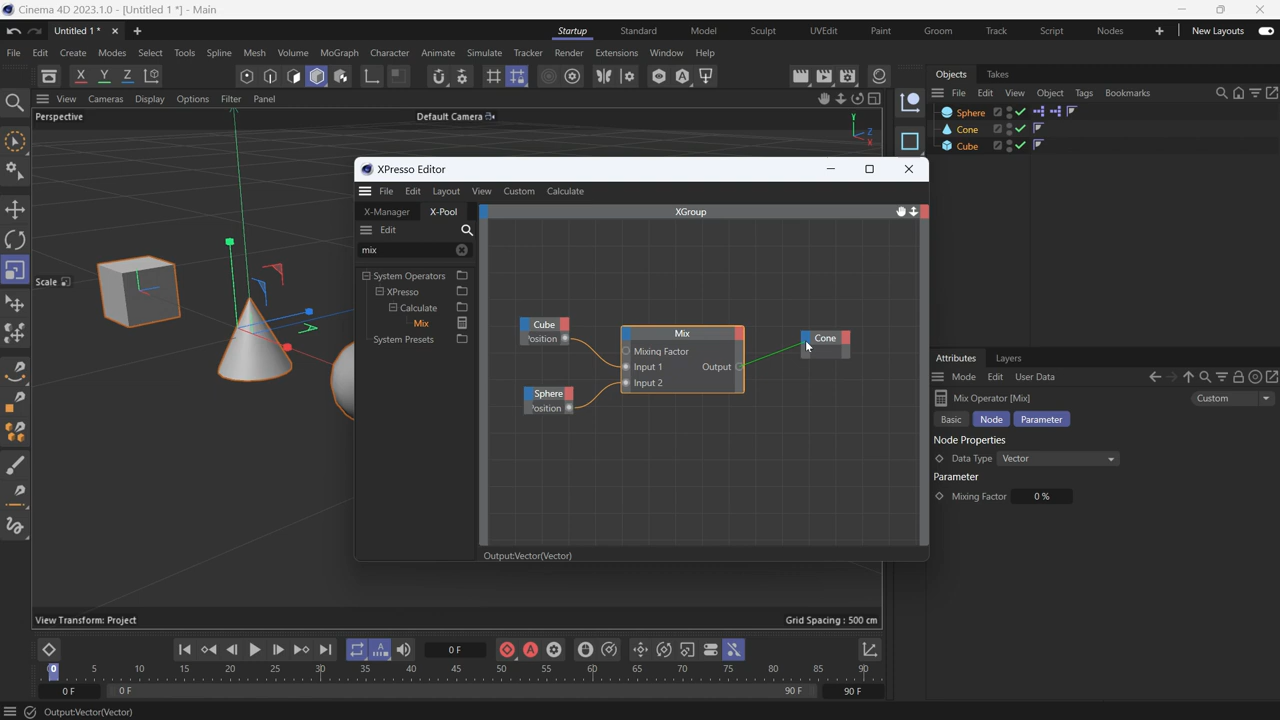 Cinema 4D 2023.1.0 - [Untitled 1 *] - Main
Untitled 1 *
Startup Standard Model Sculpt UVEdit Paint Groom Track Script Nodes New Layouts
File Edit Create Modes Select Tools Spline Mesh Volume MoGraph Character Animate Simulate Tracker Render Extensions Window Help
X Y Z
Objects Takes
View Cameras Display Options Filter Panel
File Edit View Object Tags Bookmarks
Perspective
Default Camera
Y
Z
X
Sphere
Cone
Cube
XPresso Editor
File Edit Layout View Custom Calculate
X-Manager X-Pool
XGroup
Edit
mix
System Operators
XPresso
Calculate
Mix
System Presets
Scale
Cube
Position
Sphere
Position
Mix
Mixing Factor
Input 1 Output
Input 2
Cone
Output:Vector(Vector)
Attributes Layers
Mode Edit User Data
Mix Operator [Mix]
Custom
Basic Node Parameter
Node Properties
Data Type Vector
Parameter
Mixing Factor 0 %
View Transform: Project
Grid Spacing : 500 cm
0 F
0 5 10 15 20 25 30 35 40 45 50 55 60 65 70 75 80 85 90
0 F 0 F 90 F 90 F
Output:Vector(Vector)